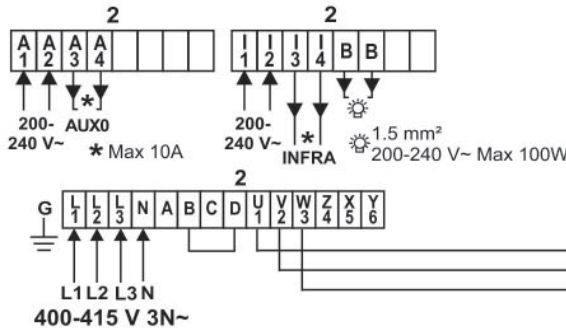 2
A1 A2 A3 A4
200-240 V~
*
AUX0
* Max 10A
2
I1 I2 I3 I4 B B
200-240 V~
*
INFRA
1.5 mm²
200-240 V~ Max 100W
2
G L1 L2 L3 N A B C D U1 V2 W3 Z4 X5 Y6
L1 L2 L3 N
400-415 V 3N~